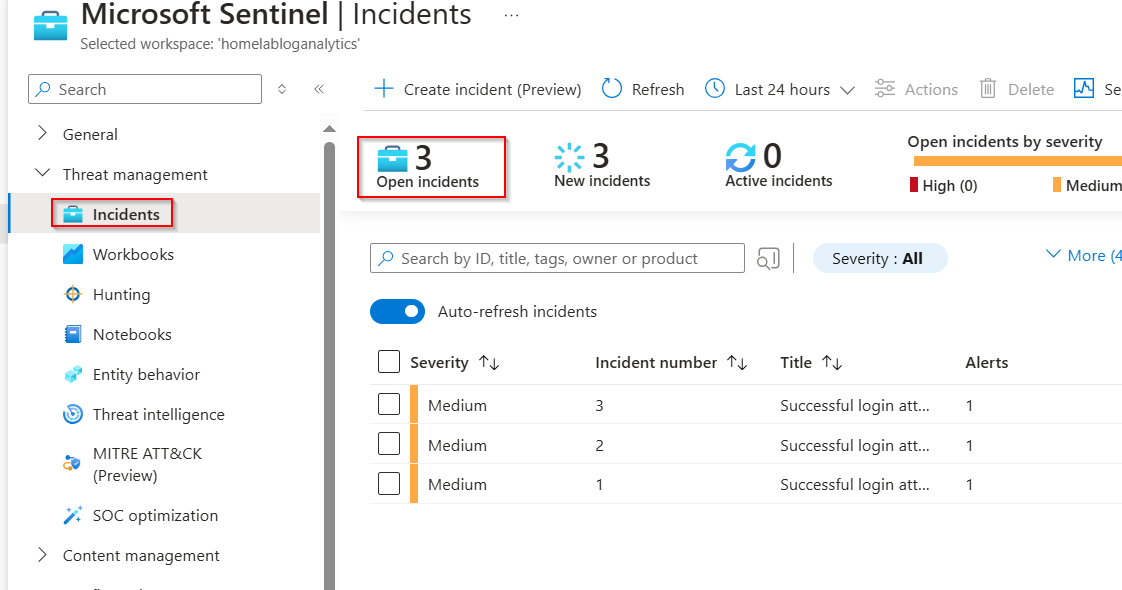 Microsoft Sentinel | Incidents ...
Selected workspace: 'homelabloganalytics'
Search
General
Threat management
Incidents
Workbooks
Hunting
Notebooks
Entity behavior
Threat intelligence
MITRE ATT&CK
(Preview)
SOC optimization
Content management
+ Create incident (Preview) Refresh Last 24 hours Actions Delete Se
3 Open incidents
3 New incidents
0 Active incidents
Open incidents by severity
High (0) Medium
Search by ID, title, tags, owner or product
Severity : All
More (4
Auto-refresh incidents
Severity Incident number Title Alerts
Medium 3 Successful login att... 1
Medium 2 Successful login att... 1
Medium 1 Successful login att... 1